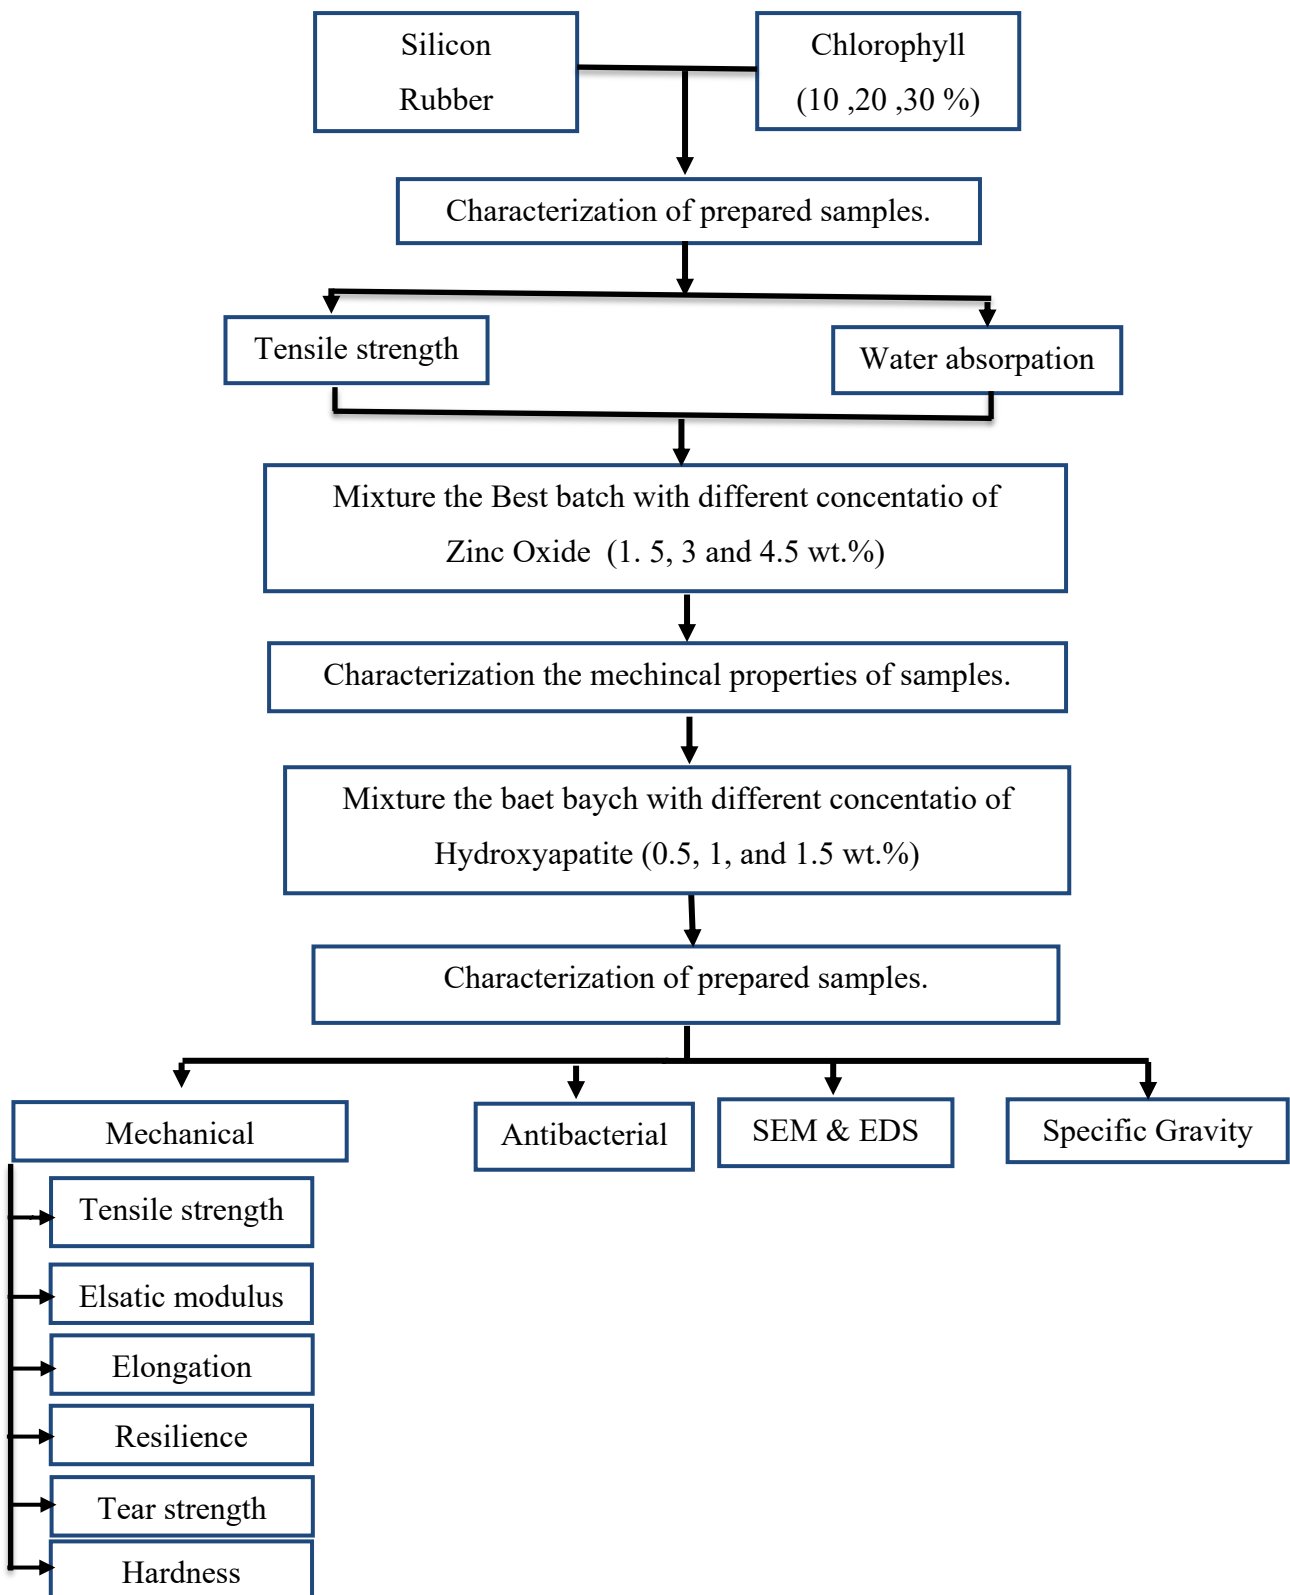 Silicon
Rubber
Chlorophyll
(10 ,20 ,30 %)
Characterization of prepared samples.
Tensile strength
Water absorpation
Mixture the Best batch with different concentatio of
Zinc Oxide (1. 5, 3 and 4.5 wt.%)
Characterization the mechincal properties of samples.
Mixture the baet baych with different concentatio of
Hydroxyapatite (0.5, 1, and 1.5 wt.%)
Characterization of prepared samples.
Mechanical
Antibacterial
SEM & EDS
Specific Gravity
Tensile strength
Elsatic modulus
Elongation
Resilience
Tear strength
Hardness